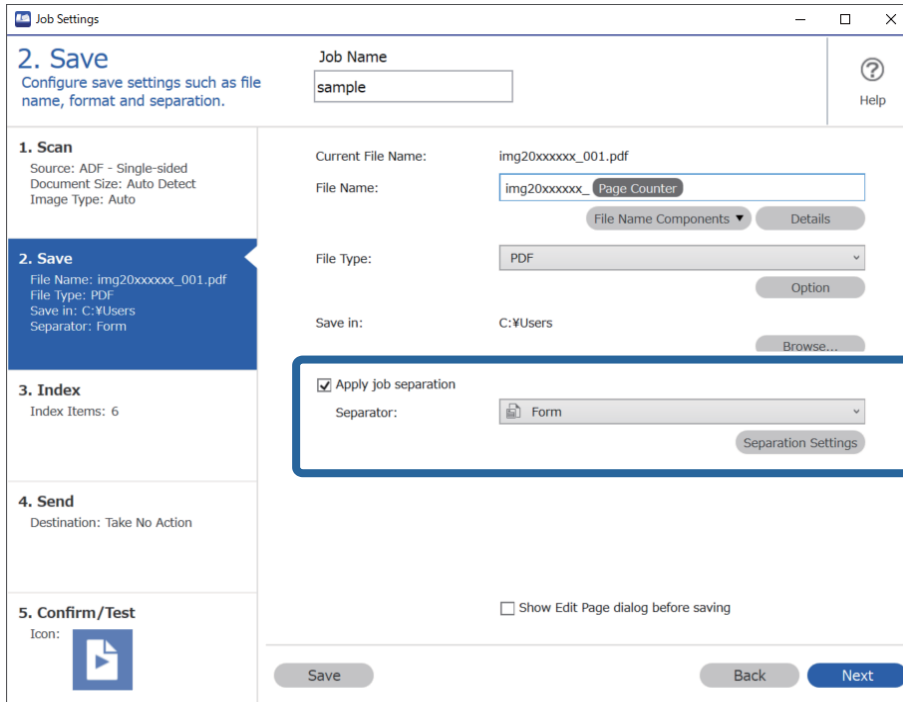 Job Settings
2. Save
Configure save settings such as file
name, format and separation.
Job Name
sample
Help
1. Scan
Source: ADF - Single-sided
Document Size: Auto Detect
Image Type: Auto
2. Save
File Name: img20xxxxxx_001.pdf
File Type: PDF
Save in: C:¥Users
Separator: Form
3. Index
Index Items: 6
4. Send
Destination: Take No Action
5. Confirm/Test
Icon:
Current File Name: img20xxxxxx_001.pdf
File Name: img20xxxxxx_ Page Counter
File Name Components ▼ Details
File Type: PDF
Option
Save in: C:¥Users
Browse...
Apply job separation
Separator: Form
Separation Settings
Show Edit Page dialog before saving
Save Back Next